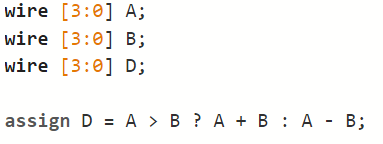 wire [3:0] A;
wire [3:0] B;
wire [3:0] D;
assign D = A > B ? A + B : A - B;